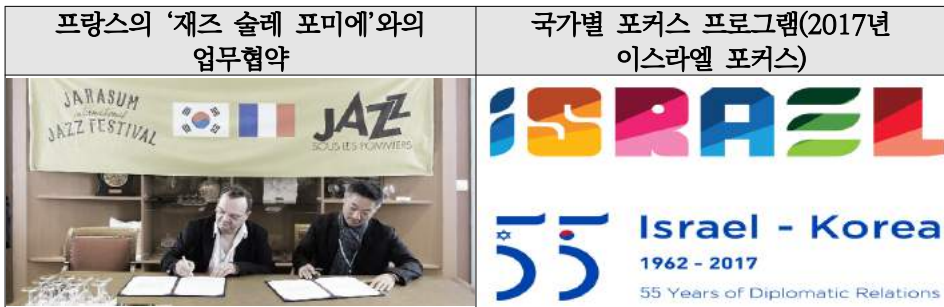 프랑스의 ‘재즈 술레 포미에’와의
업무협약
국가별 포커스 프로그램(2017년
이스라엘 포커스)
JARASUM
international
JAZZ FESTIVAL
JAZZ
SOUS LES POMMIERS
iSRAEL
55
Israel - Korea
1962 - 2017
55 Years of Diplomatic Relations